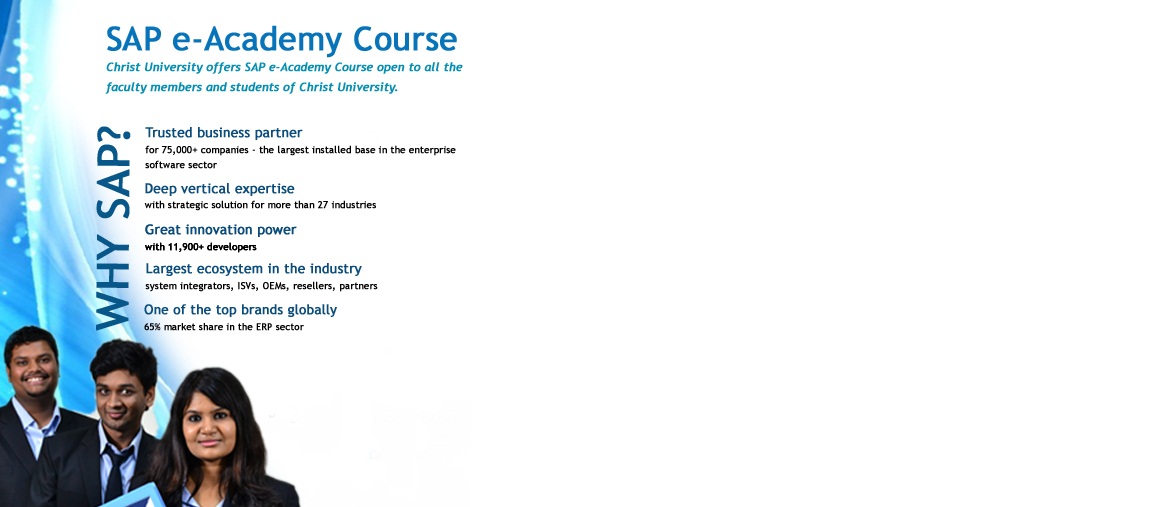 SAP e-Academy Course
Christ University offers SAP e-Academy Course open to all the
faculty members and students of Christ University.
WHY SAP?
Trusted business partner
for 75,000+ companies - the largest installed base in the enterprise
software sector
Deep vertical expertise
with strategic solution for more than 27 industries
Great innovation power
with 11,900+ developers
Largest ecosystem in the industry
system integrators, ISVs, OEMs, resellers, partners
One of the top brands globally
65% market share in the ERP sector